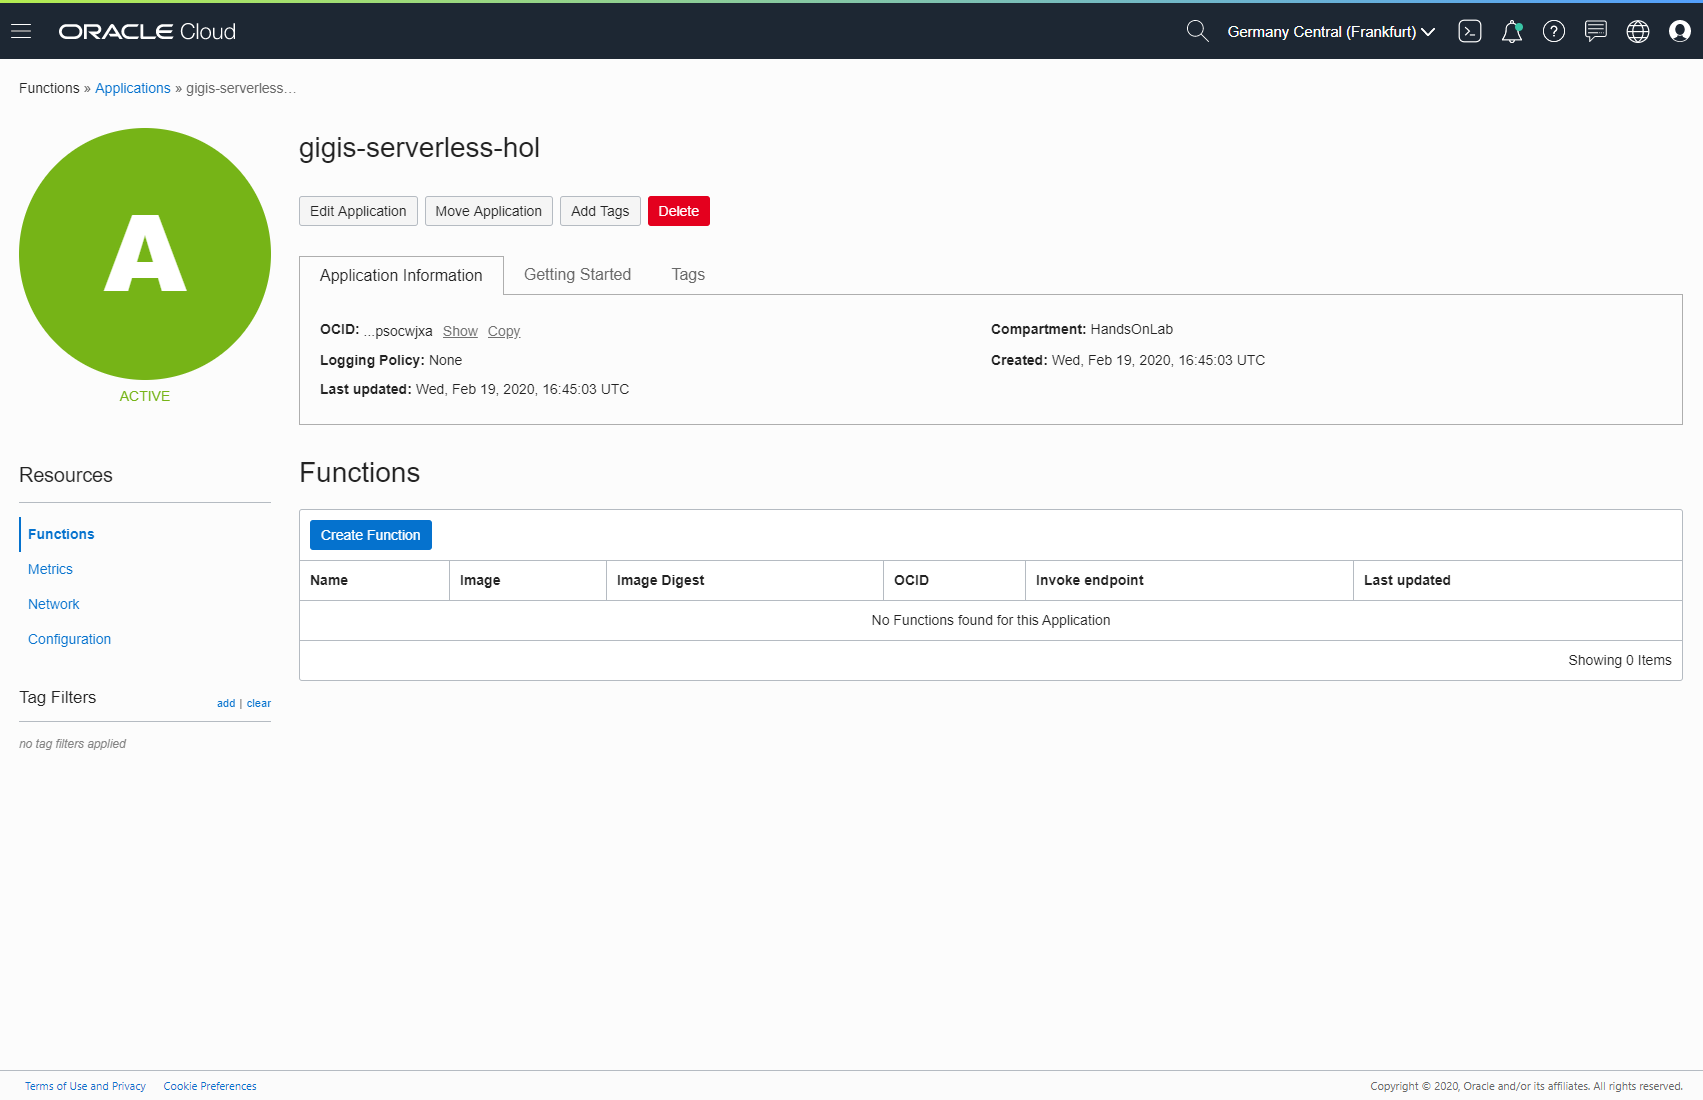 ORACLE Cloud
Germany Central (Frankfurt)
Functions » Applications » gigis-serverless...
A
ACTIVE
gigis-serverless-hol
Edit Application Move Application Add Tags Delete
Application Information Getting Started Tags
OCID: ...psocwjxa Show Copy
Compartment: HandsOnLab
Logging Policy: None
Created: Wed, Feb 19, 2020, 16:45:03 UTC
Last updated: Wed, Feb 19, 2020, 16:45:03 UTC
Resources
Functions
Metrics
Network
Configuration
Tag Filters add | clear
no tag filters applied
Functions
Create Function
Name Image Image Digest OCID Invoke endpoint Last updated
No Functions found for this Application
Showing 0 Items
Terms of Use and Privacy Cookie Preferences
Copyright © 2020, Oracle and/or its affiliates. All rights reserved.